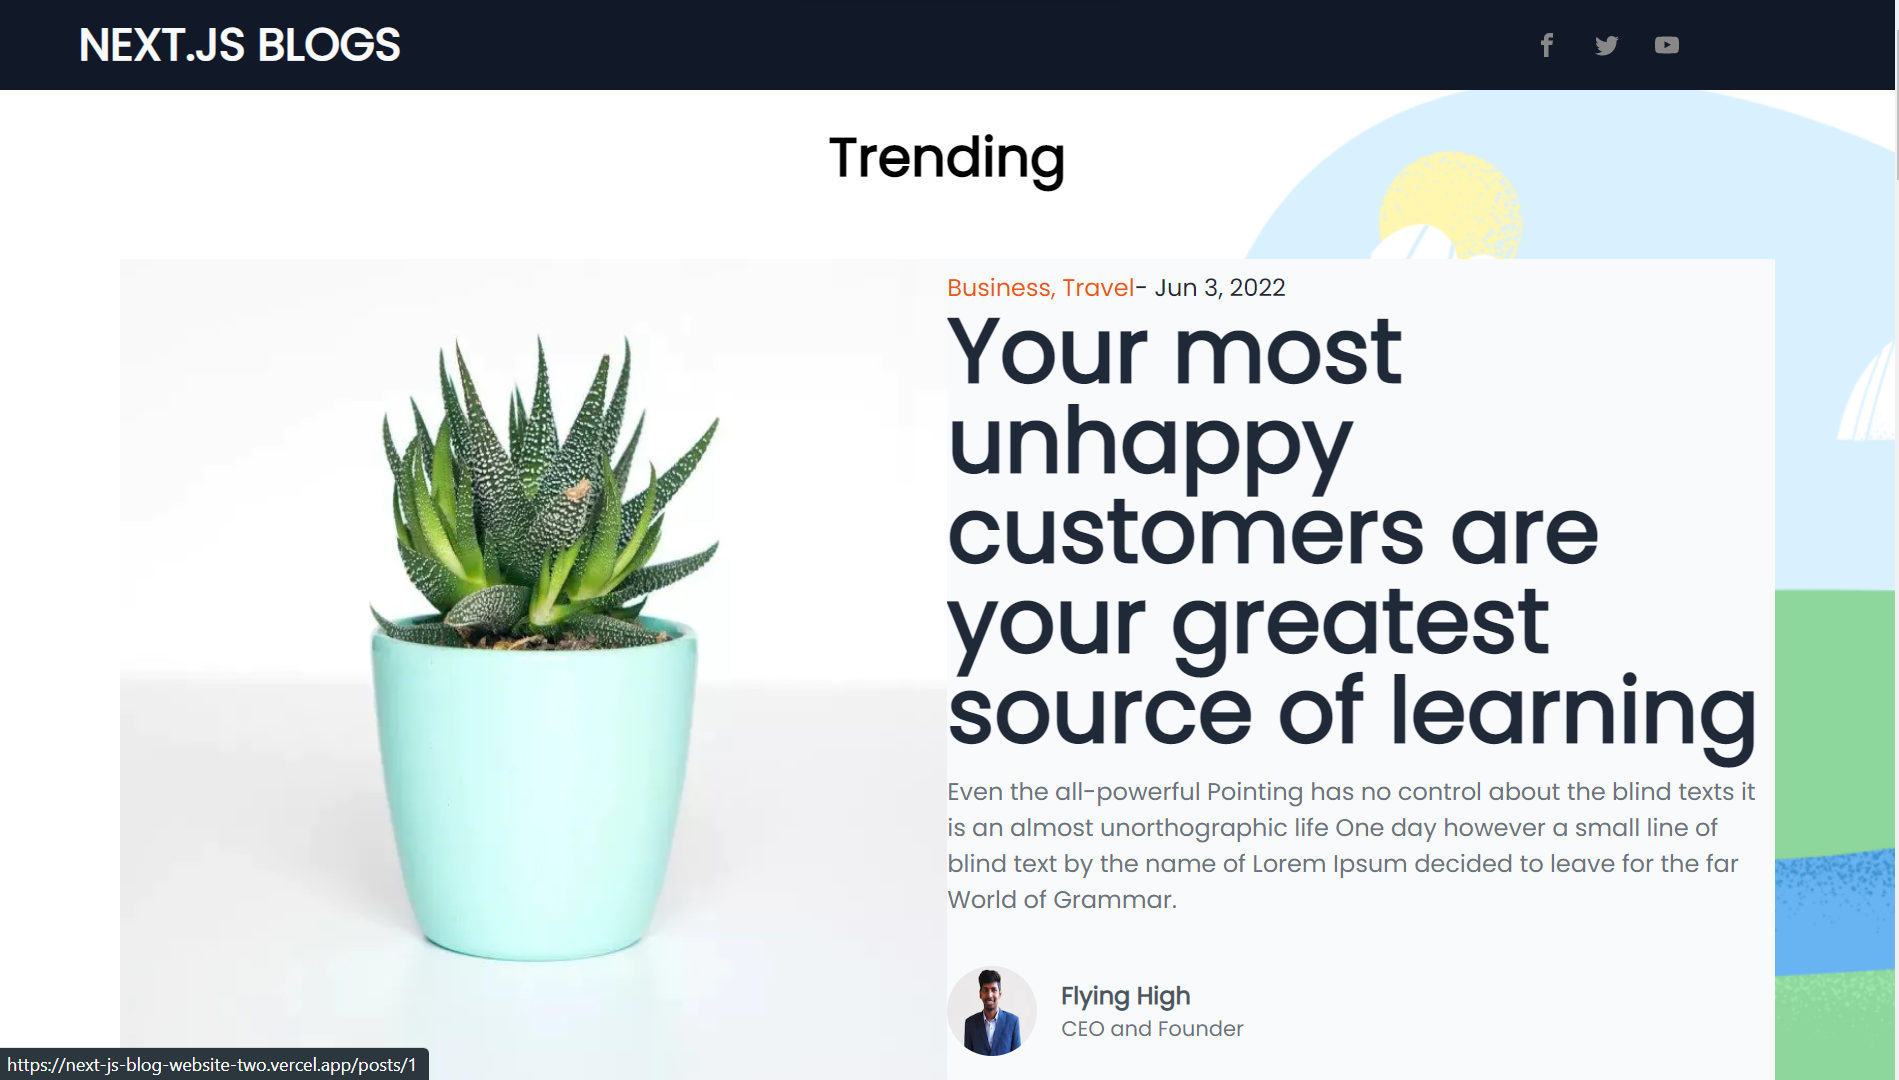 NEXT.JS BLOGS
Trending
Business, Travel- Jun 3, 2022
Your most
unhappy
customers are
your greatest
source of learning
Even the all-powerful Pointing has no control about the blind texts it
is an almost unorthographic life One day however a small line of
blind text by the name of Lorem Ipsum decided to leave for the far
World of Grammar.
Flying High
CEO and Founder
https://next-js-blog-website-two.vercel.app/posts/1